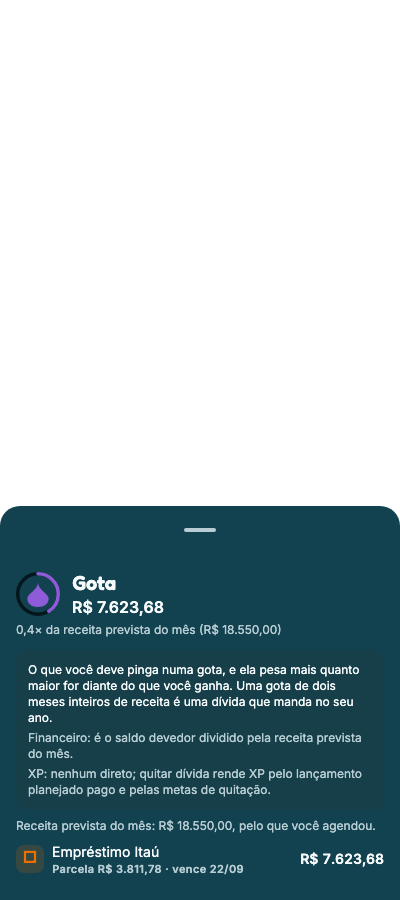 Gota
R$ 7.623,68
0,4× da receita prevista do mês (R$ 18.550,00)
O que você deve pinga numa gota, e ela pesa mais quanto
maior for diante do que você ganha. Uma gota de dois
meses inteiros de receita é uma dívida que manda no seu
ano.
Financeiro: é o saldo devedor dividido pela receita prevista
do mês.
XP: nenhum direto; quitar dívida rende XP pelo lançamento
planejado pago e pelas metas de quitação.
Receita prevista do mês: R$ 18.550,00, pelo que você agendou.
Empréstimo Itaú
R$ 7.623,68
Parcela R$ 3.811,78 · vence 22/09